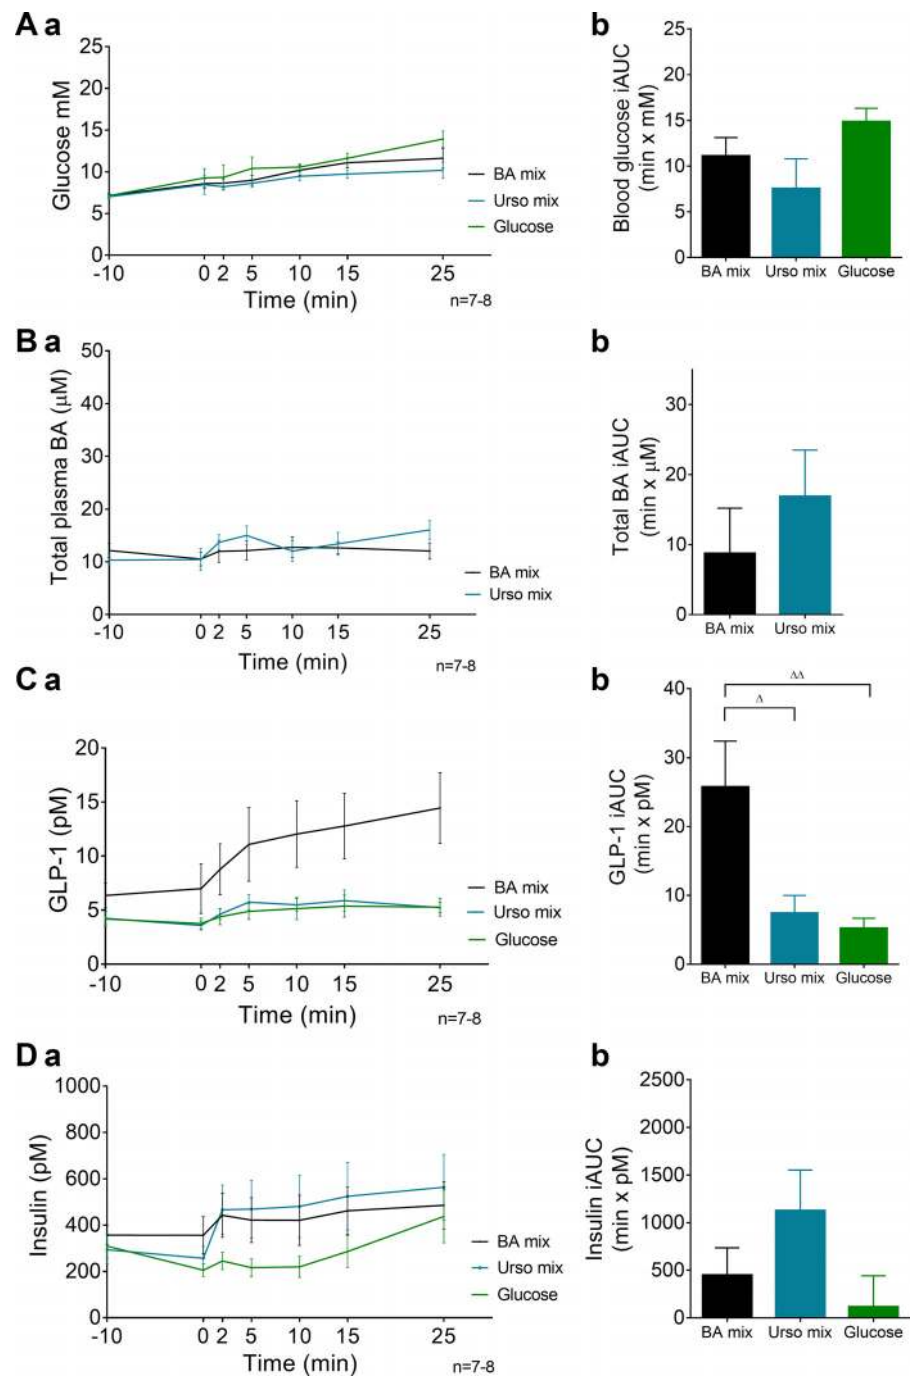 A a
25
20
15
10
5
0
Glucose mM
-10 0 2 5 10 15 25
Time (min)
BA mix
Urso mix
Glucose
n=7-8
b
25
20
15
10
5
0
Blood glucose iAUC
(min x mM)
BA mix Urso mix Glucose
B a
50
40
30
20
10
0
Total plasma BA (μM)
-10 0 2 5 10 15 25
Time (min)
BA mix
Urso mix
n=7-8
b
30
20
10
0
Total BA iAUC
(min x μM)
BA mix Urso mix
C a
20
15
10
5
0
GLP-1 (pM)
-10 0 2 5 10 15 25
Time (min)
BA mix
Urso mix
Glucose
n=7-8
b
ΔΔ
Δ
40
30
20
10
0
GLP-1 iAUC
(min x pM)
BA mix Urso mix Glucose
D a
1000
800
600
400
200
0
Insulin (pM)
-10 0 2 5 10 15 25
Time (min)
BA mix
Urso mix
Glucose
n=7-8
b
2500
2000
1500
1000
500
0
Insulin iAUC
(min x pM)
BA mix Urso mix Glucose